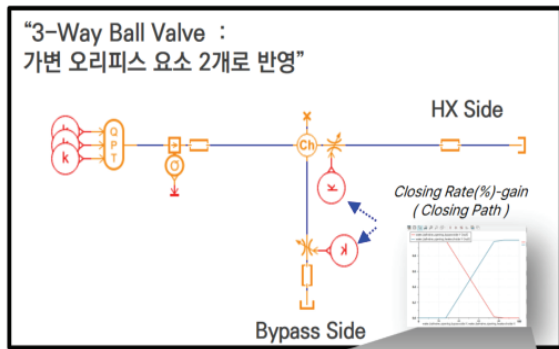 “3-Way Ball Valve :
가변 오리피스 요소 2개로 반영”
HX Side
k
Q
P
T
Ch
k
Closing Rate(%)-gain
( Closing Path )
k
Bypass Side